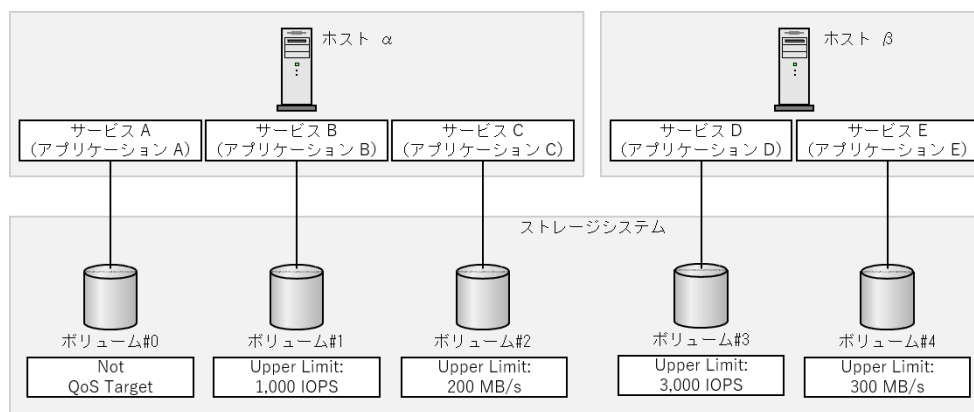 ホスト α
ホスト β
サービス A
(アプリケーション A)
サービス B
(アプリケーション B)
サービス C
(アプリケーション C)
サービス D
(アプリケーション D)
サービス E
(アプリケーション E)
ストレージシステム
ボリューム#0
ボリューム#1
ボリューム#2
ボリューム#3
ボリューム#4
Not
QoS Target
Upper Limit:
1,000 IOPS
Upper Limit:
200 MB/s
Upper Limit:
3,000 IOPS
Upper Limit:
300 MB/s